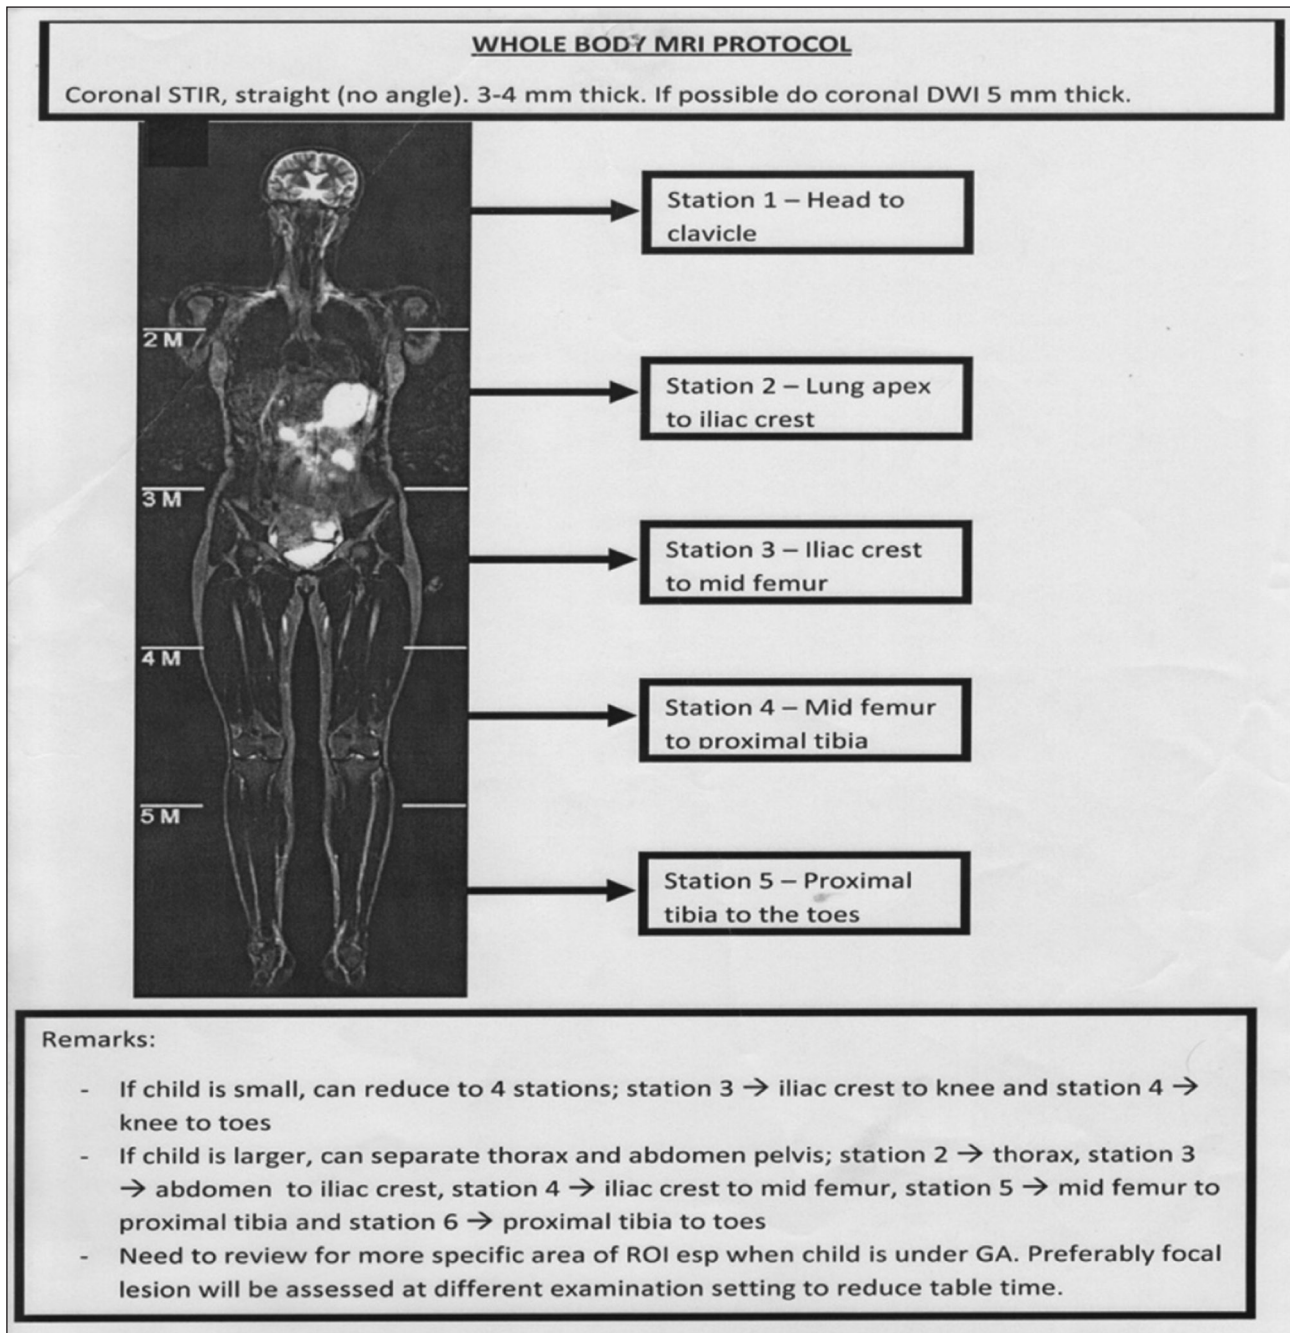 WHOLE BODY MRI PROTOCOL
Coronal STIR, straight (no angle). 3-4 mm thick. If possible do coronal DWI 5 mm thick.
Station 1 – Head to
clavicle
2 M
Station 2 – Lung apex
to iliac crest
3 M
Station 3 – Iliac crest
to mid femur
4 M
Station 4 – Mid femur
to proximal tibia
5 M
Station 5 – Proximal
tibia to the toes
Remarks:
- If child is small, can reduce to 4 stations; station 3 → iliac crest to knee and station 4 →
knee to toes
- If child is larger, can separate thorax and abdomen pelvis; station 2 → thorax, station 3
→ abdomen to iliac crest, station 4 → iliac crest to mid femur, station 5 → mid femur to
proximal tibia and station 6 → proximal tibia to toes
- Need to review for more specific area of ROI esp when child is under GA. Preferably focal
lesion will be assessed at different examination setting to reduce table time.